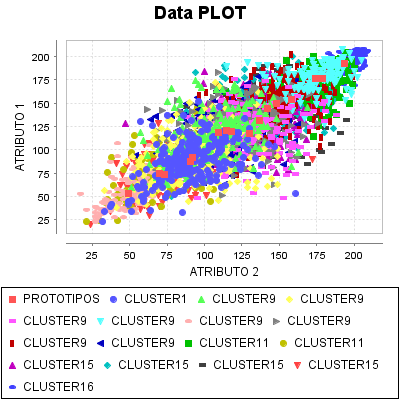 Data PLOT
ATRIBUTO 1
200
175
150
125
100
75
50
25
25 50 75 100 125 150 175 200
ATRIBUTO 2
PROTOTIPOS CLUSTER1 CLUSTER9 CLUSTER9
CLUSTER9 CLUSTER9 CLUSTER9 CLUSTER9
CLUSTER9 CLUSTER9 CLUSTER11 CLUSTER11
CLUSTER15 CLUSTER15 CLUSTER15 CLUSTER15
CLUSTER16